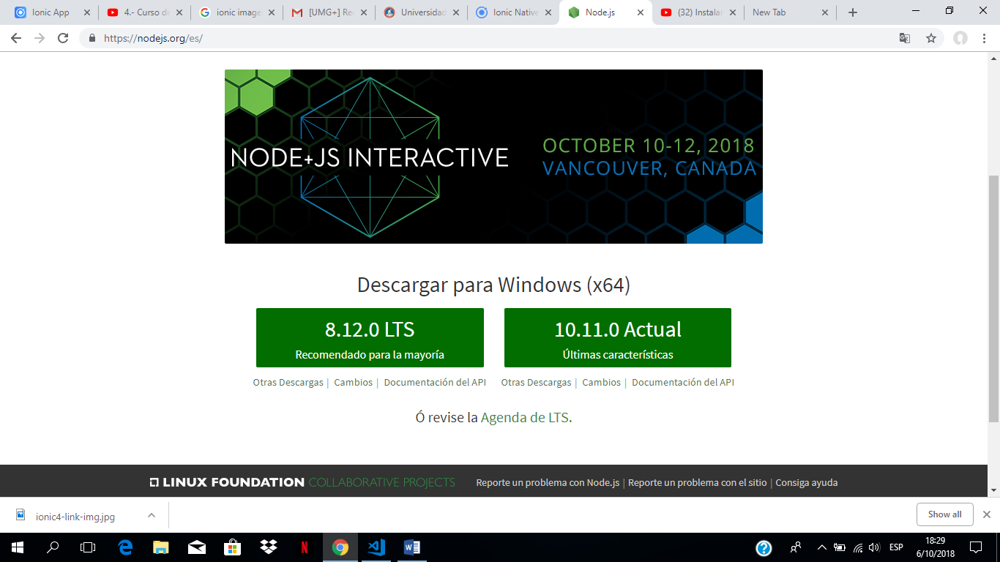 Ionic App
4.- Curso de
ionic image
[UMG+] Re
Universidad
Ionic Native
Node.js
(32) Instalar
New Tab
https://nodejs.org/es/
NODE+JS INTERACTIVE
OCTOBER 10-12, 2018
VANCOUVER, CANADA
Descargar para Windows (x64)
8.12.0 LTS
Recomendado para la mayoría
10.11.0 Actual
Últimas características
Otras Descargas | Cambios | Documentación del API
Otras Descargas | Cambios | Documentación del API
Ó revise la Agenda de LTS.
LINUX FOUNDATION COLLABORATIVE PROJECTS
Reporte un problema con Node.js | Reporte un problema con el sitio | Consiga ayuda
ionic4-link-img.jpg
Show all
ESP
18:29
6/10/2018